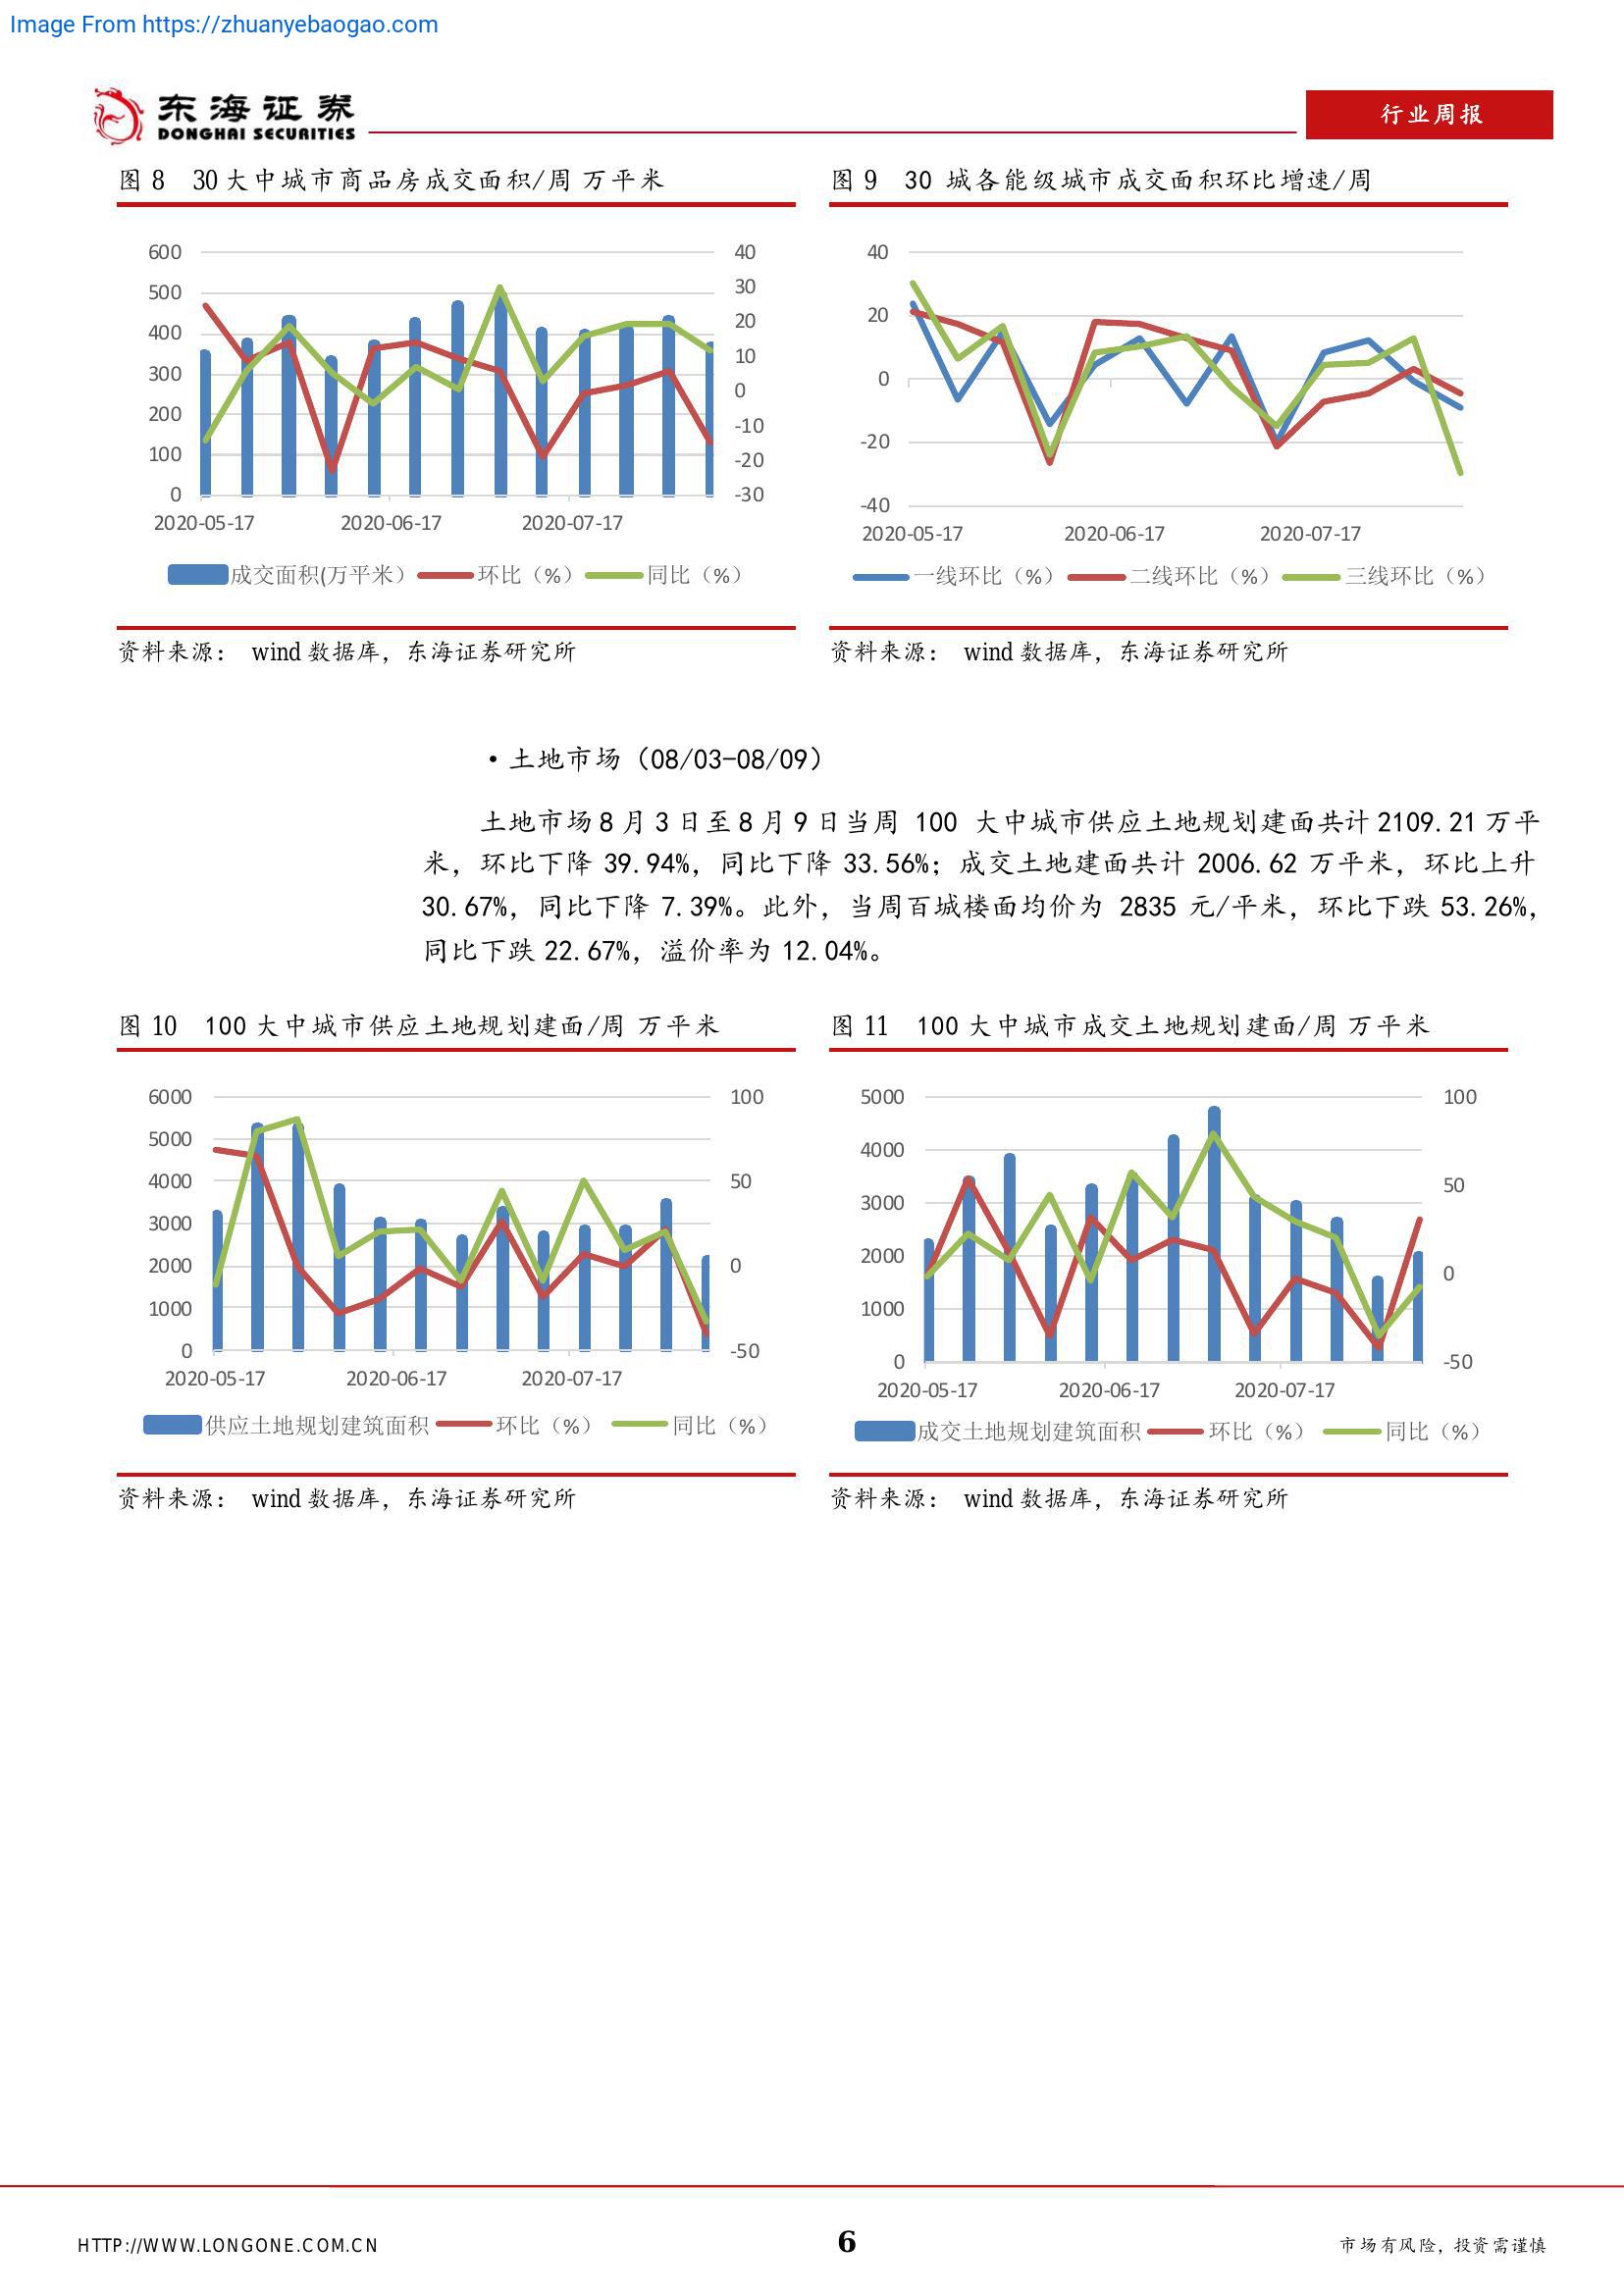 Image From https://zhuanyebaogao.com
东海证券
DONGHAI SECURITIES
行业周报
图 8 30 大中城市商品房成交面积/周 万平米
600
500
400
300
200
100
0
40
30
20
10
0
-10
-20
-30
2020-05-17 2020-06-17 2020-07-17
成交面积(万平米） 环比（%） 同比（%）
资料来源： wind 数据库，东海证券研究所
图 9 30 城各能级城市成交面积环比增速/周
40
20
0
-20
-40
2020-05-17 2020-06-17 2020-07-17
一线环比（%） 二线环比（%） 三线环比（%）
资料来源： wind 数据库，东海证券研究所
·土地市场（08/03-08/09）
土地市场 8 月 3 日至 8 月 9 日当周 100 大中城市供应土地规划建面共计 2109.21 万平
米，环比下降 39.94%，同比下降 33.56%；成交土地建面共计 2006.62 万平米，环比上升
30.67%，同比下降 7.39%。此外，当周百城楼面均价为 2835 元/平米，环比下跌 53.26%，
同比下跌 22.67%，溢价率为 12.04%。
图 10 100 大中城市供应土地规划建面/周 万平米
6000
5000
4000
3000
2000
1000
0
100
50
0
-50
2020-05-17 2020-06-17 2020-07-17
供应土地规划建筑面积 环比（%） 同比（%）
资料来源： wind 数据库，东海证券研究所
图 11 100 大中城市成交土地规划建面/周 万平米
5000
4000
3000
2000
1000
0
100
50
0
-50
2020-05-17 2020-06-17 2020-07-17
成交土地规划建筑面积 环比（%） 同比（%）
资料来源： wind 数据库，东海证券研究所
HTTP://WWW.LONGONE.COM.CN 6 市场有风险，投资需谨慎